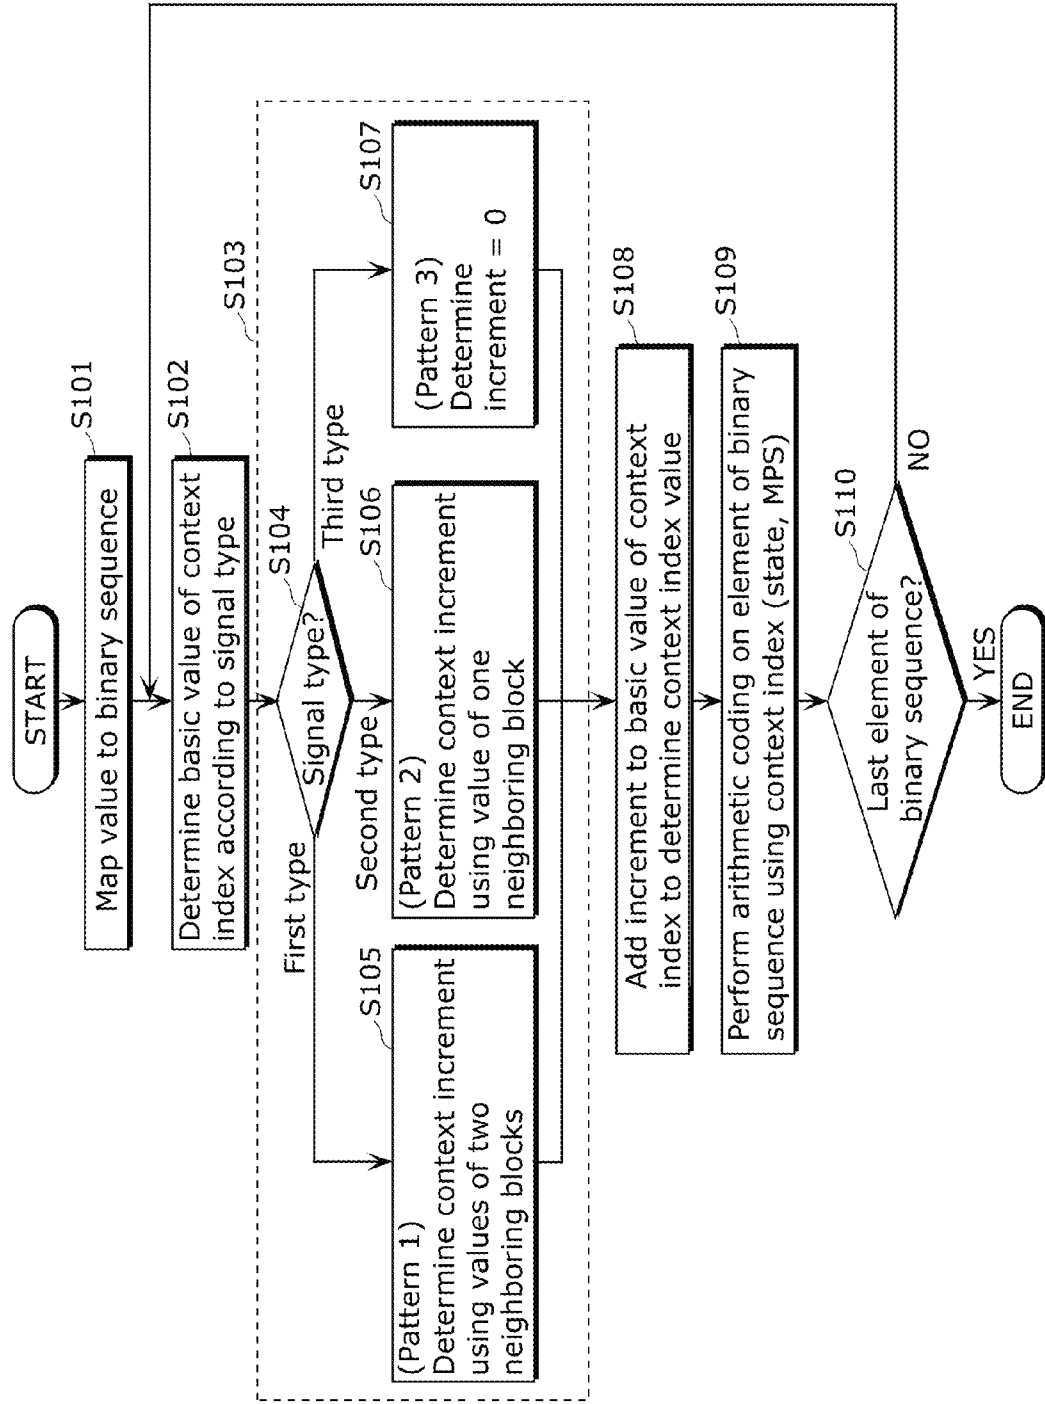 START
S101
Map value to binary sequence
S102
Determine basic value of context
index according to signal type
S103
S104
Signal type?
First type
Second type
Third type
S105
(Pattern 1)
Determine context increment
using values of two
neighboring blocks
S106
(Pattern 2)
Determine context increment
using value of one
neighboring block
S107
(Pattern 3)
Determine
increment = 0
S108
Add increment to basic value of context
index to determine context index value
S109
Perform arithmetic coding on element of binary
sequence using context index (state, MPS)
S110
Last element of
binary sequence?
NO
YES
END